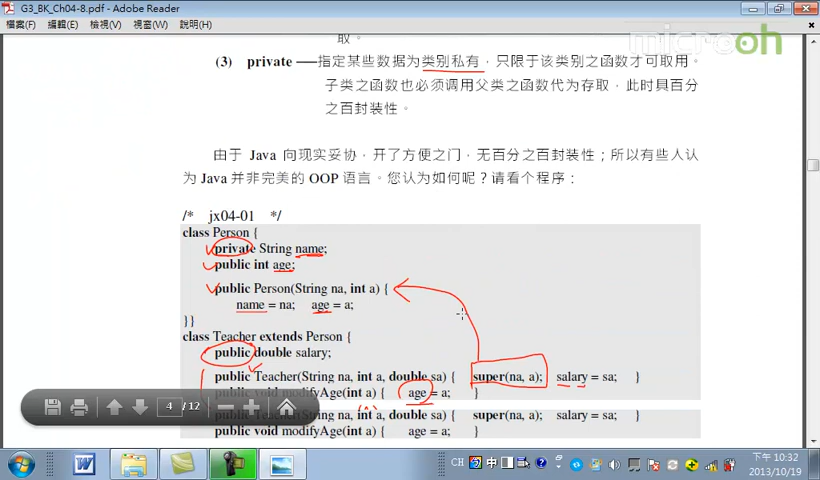 G3_BK_Ch04-8.pdf - Adobe Reader
檔案(F) 編輯(E) 檢視(V) 視窗(W) 說明(H)
microoh
取。
(3) private ──指定某些数据为类别私有，只限于该类别之函数才可取用。
子类之函数也必须调用父类之函数代为存取，此时具百分
之百封装性。
由于 Java 向现实妥协，开了方便之门，无百分之百封装性；所以有些人认
为 Java 并非完美的 OOP 语言。您认为如何呢？请看个程序：
/* jx04-01 */
class Person {
private String name;
public int age;
public Person(String na, int a) {
name = na; age = a;
}}
class Teacher extends Person {
public double salary;
public Teacher(String na, int a, double sa) { super(na, a); salary = sa; }
public void modifyAge(int a) { age = a; }
public Teacher(String na, int a, double sa) { super(na, a); salary = sa; }
public void modifyAge(int a) { age = a; }
4 / 12
CH
下午 10:32
2013/10/19